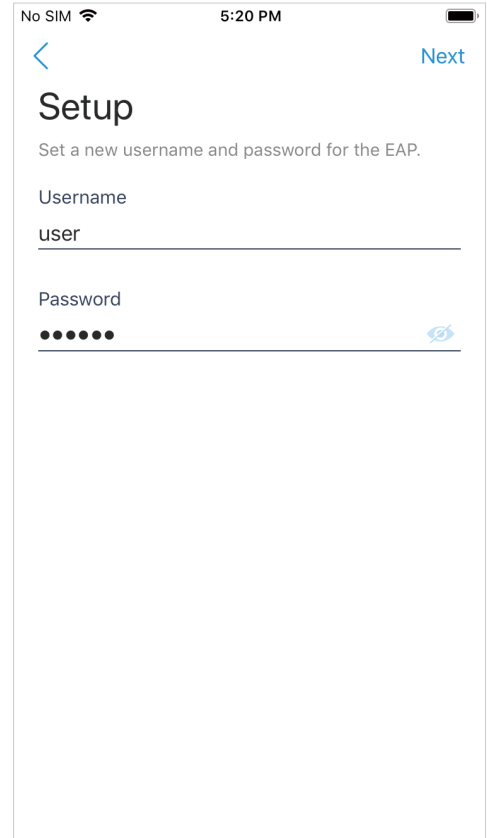 No SIM 5:20 PM
Next
Setup
Set a new username and password for the EAP.
Username
user
Password
●●●●●●